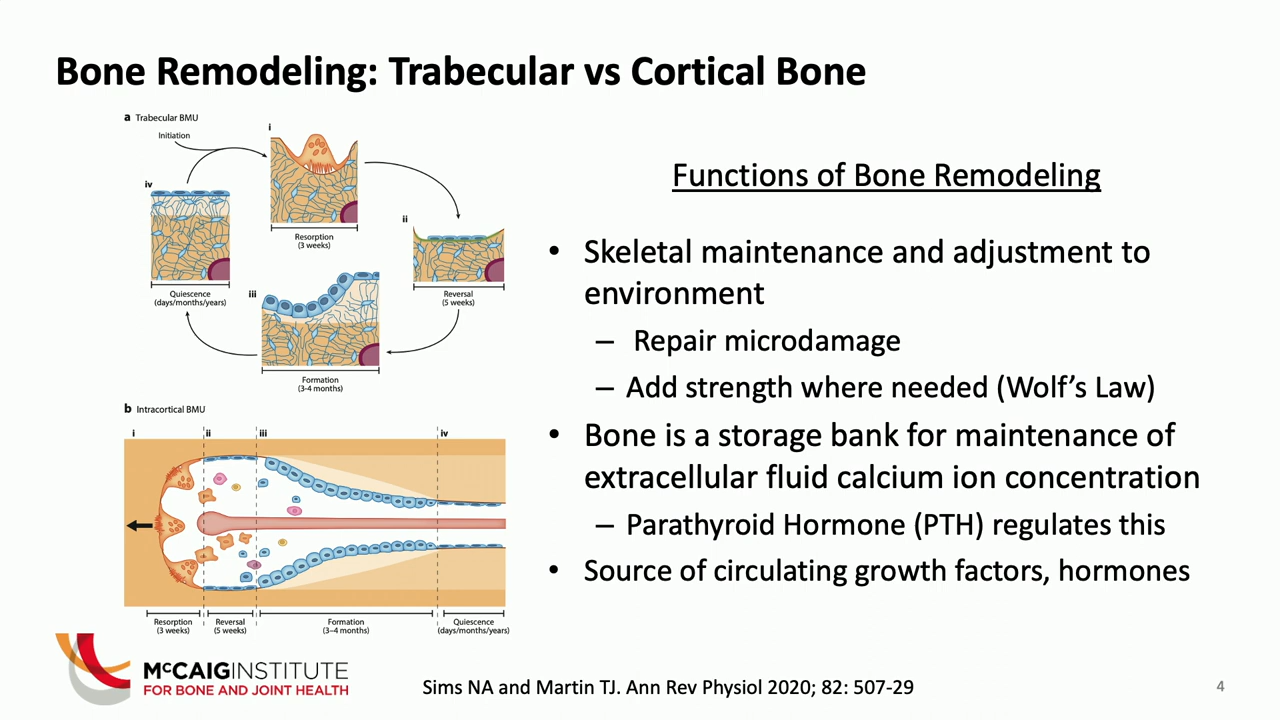 Bone Remodeling: Trabecular vs Cortical Bone
a Trabecular BMU
Initiation
i
Resorption
(3 weeks)
ii
Reversal
(5 weeks)
iii
Formation
(3-4 months)
iv
Quiescence
(days/months/years)
b Intracortical BMU
i ii iii iv
Resorption
(3 weeks)
Reversal
(5 weeks)
Formation
(3–4 months)
Quiescence
(days/months/years)
Functions of Bone Remodeling
• Skeletal maintenance and adjustment to
environment
– Repair microdamage
– Add strength where needed (Wolf’s Law)
• Bone is a storage bank for maintenance of
extracellular fluid calcium ion concentration
– Parathyroid Hormone (PTH) regulates this
• Source of circulating growth factors, hormones
McCAIG INSTITUTE
FOR BONE AND JOINT HEALTH
Sims NA and Martin TJ. Ann Rev Physiol 2020; 82: 507-29
4